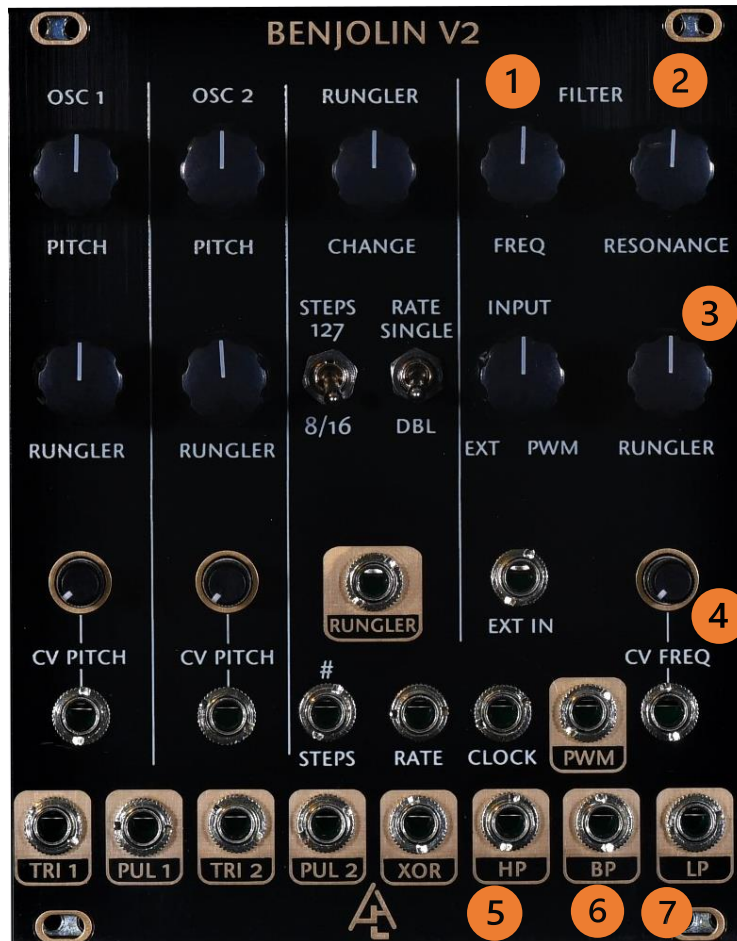 BENJOLIN V2
OSC 1
OSC 2
RUNGLER
1
FILTER
2
PITCH
PITCH
CHANGE
FREQ
RESONANCE
STEPS
127
RATE
SINGLE
INPUT
3
8/16
DBL
RUNGLER
RUNGLER
EXT
PWM
RUNGLER
RUNGLER
EXT IN
4
CV PITCH
CV PITCH
CV FREQ
#
STEPS
RATE
CLOCK
PWM
TRI 1
PUL 1
TRI 2
PUL 2
XOR
HP
BP
LP
5
6
7